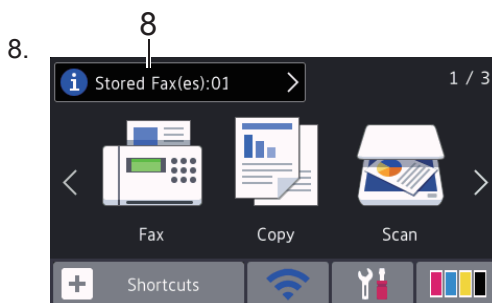 8
8.
i Stored Fax(es):01
1 / 3
Fax Copy Scan
+ Shortcuts